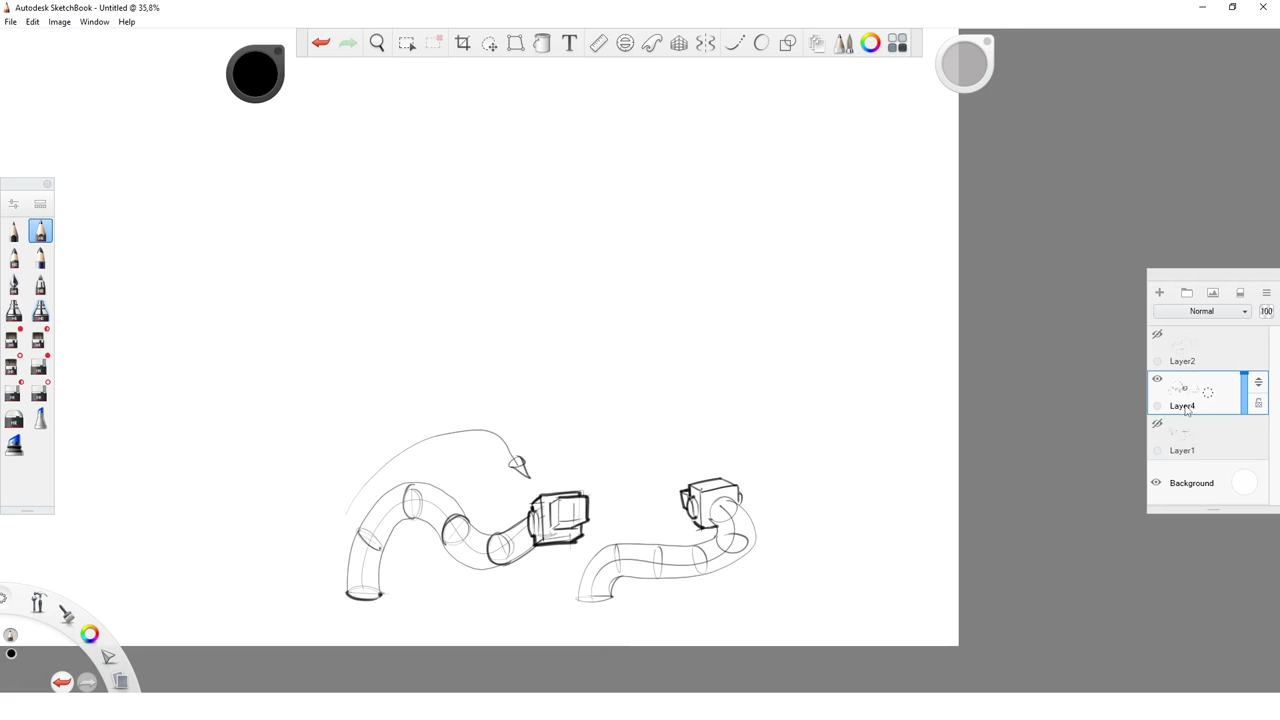 Autodesk SketchBook - Untitled @ 35,8%
File Edit Image Window Help
T
Normal 100
Layer2
Layer4
Layer1
Background